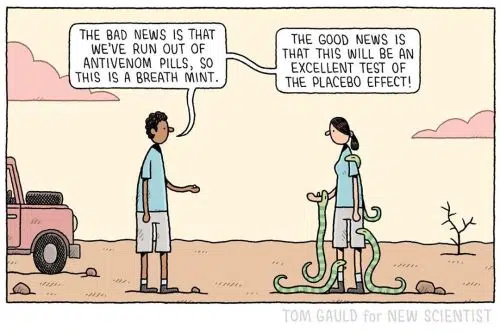 THE BAD NEWS IS THAT
WE'VE RUN OUT OF
ANTIVENOM PILLS, SO
THIS IS A BREATH MINT.
THE GOOD NEWS IS
THAT THIS WILL BE AN
EXCELLENT TEST OF
THE PLACEBO EFFECT!
TOM GAULD for NEW SCIENTIST